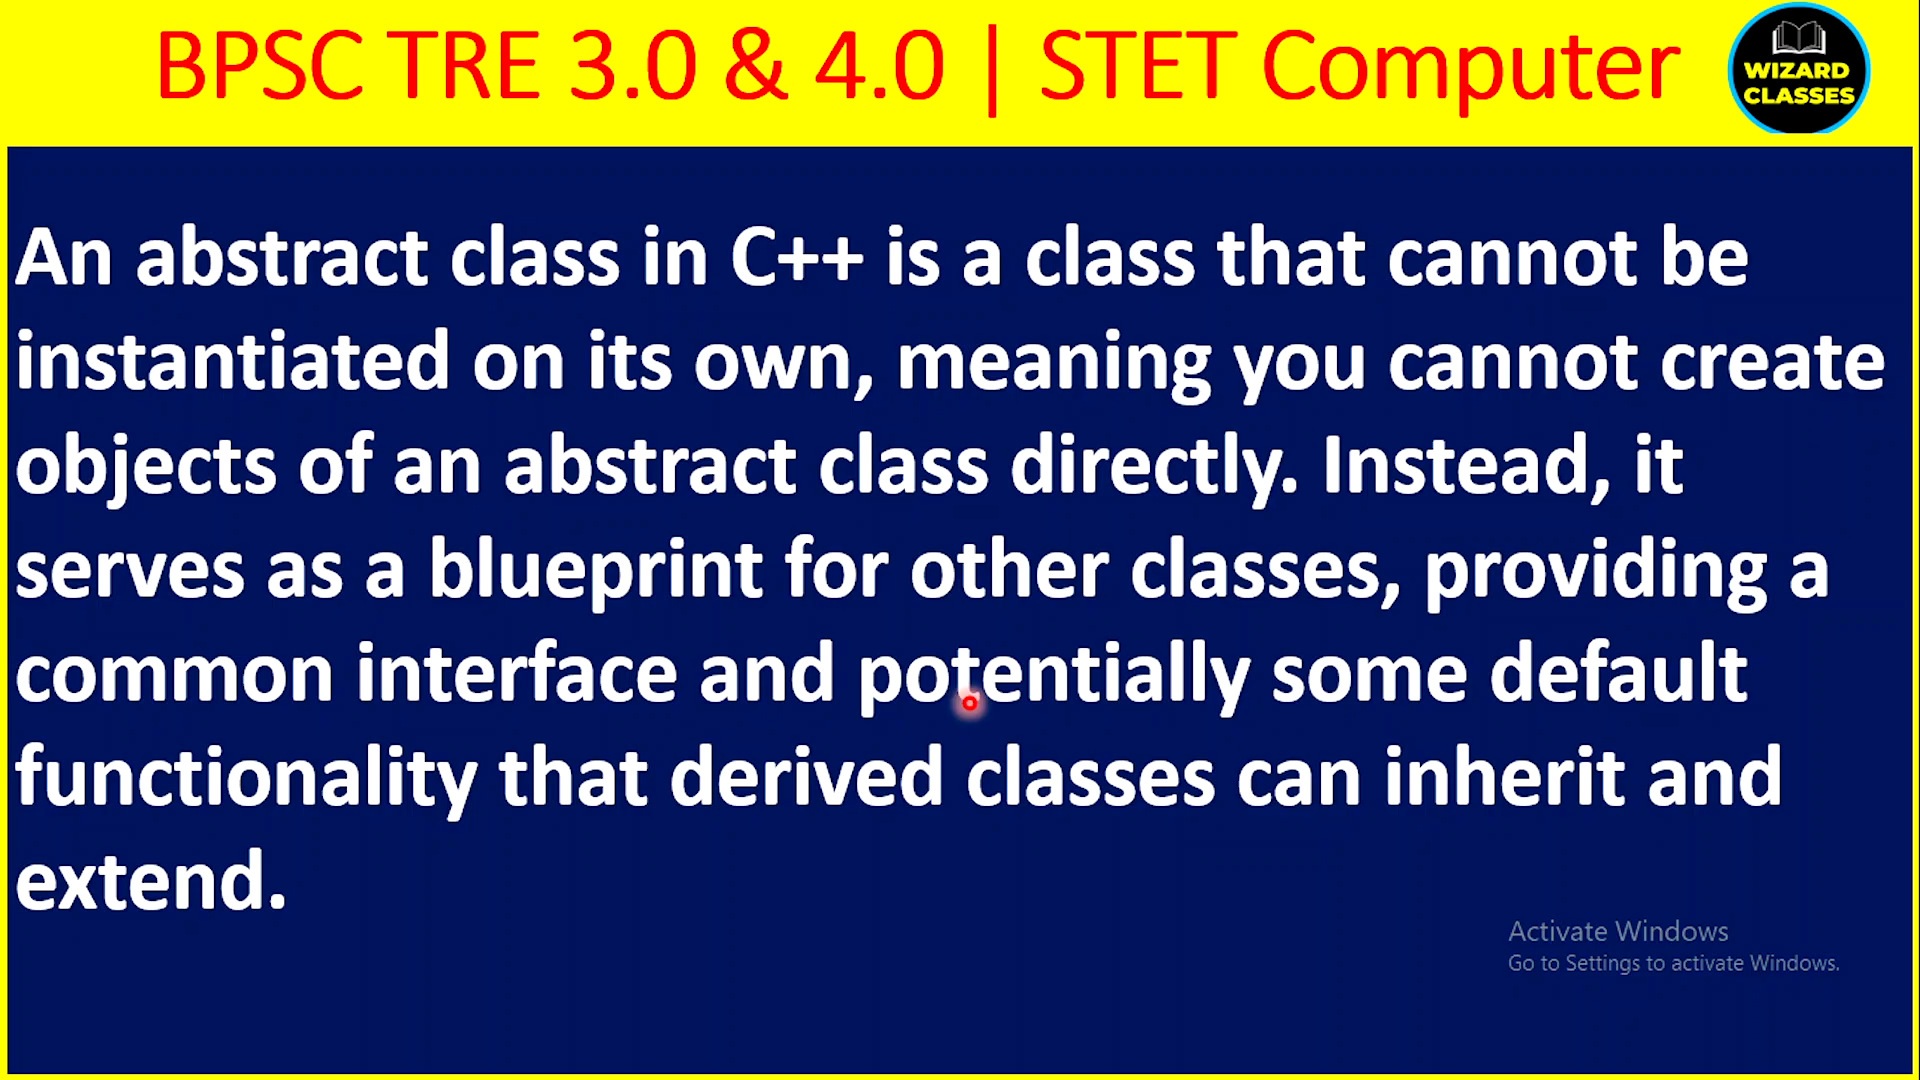 BPSC TRE 3.0 & 4.0 | STET Computer
WIZARD
CLASSES
An abstract class in C++ is a class that cannot be
instantiated on its own, meaning you cannot create
objects of an abstract class directly. Instead, it
serves as a blueprint for other classes, providing a
common interface and potentially some default
functionality that derived classes can inherit and
extend.
Activate Windows
Go to Settings to activate Windows.